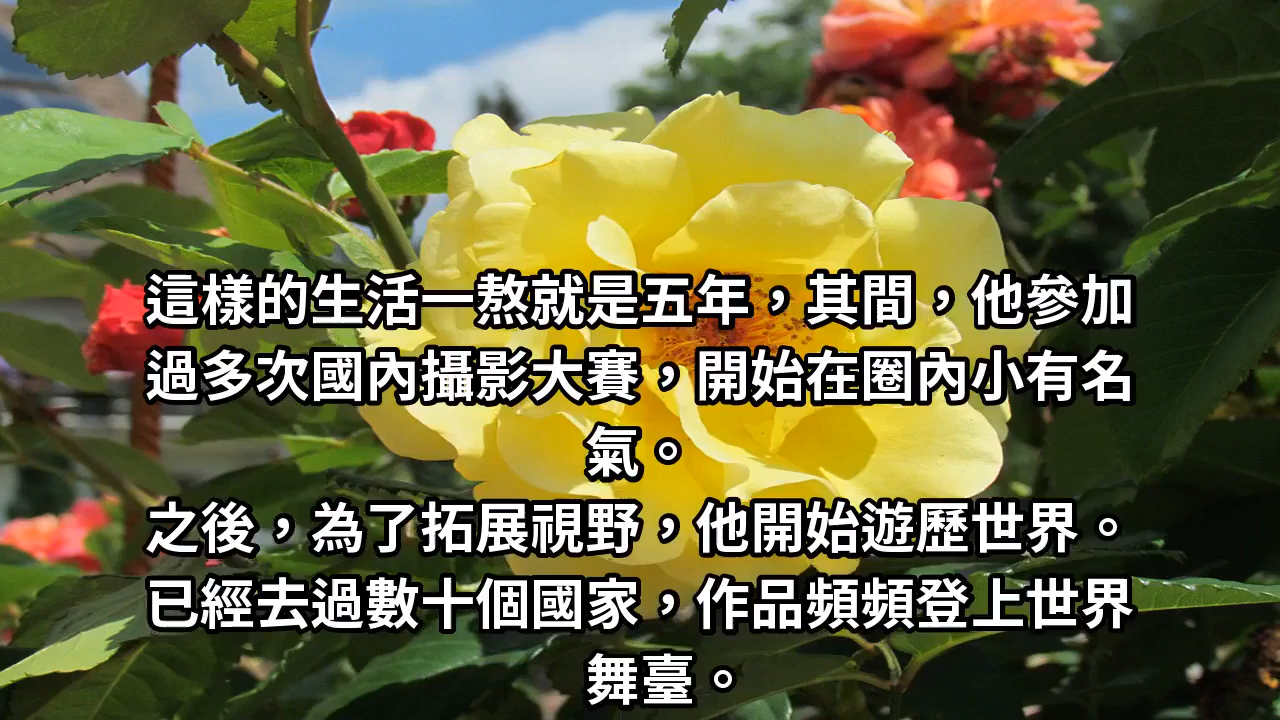 這樣的生活一熬就是五年，其間，他參加
過多次國內攝影大賽，開始在圈內小有名
氣。
之後，為了拓展視野，他開始遊歷世界。
已經去過數十個國家，作品頻頻登上世界
舞臺。